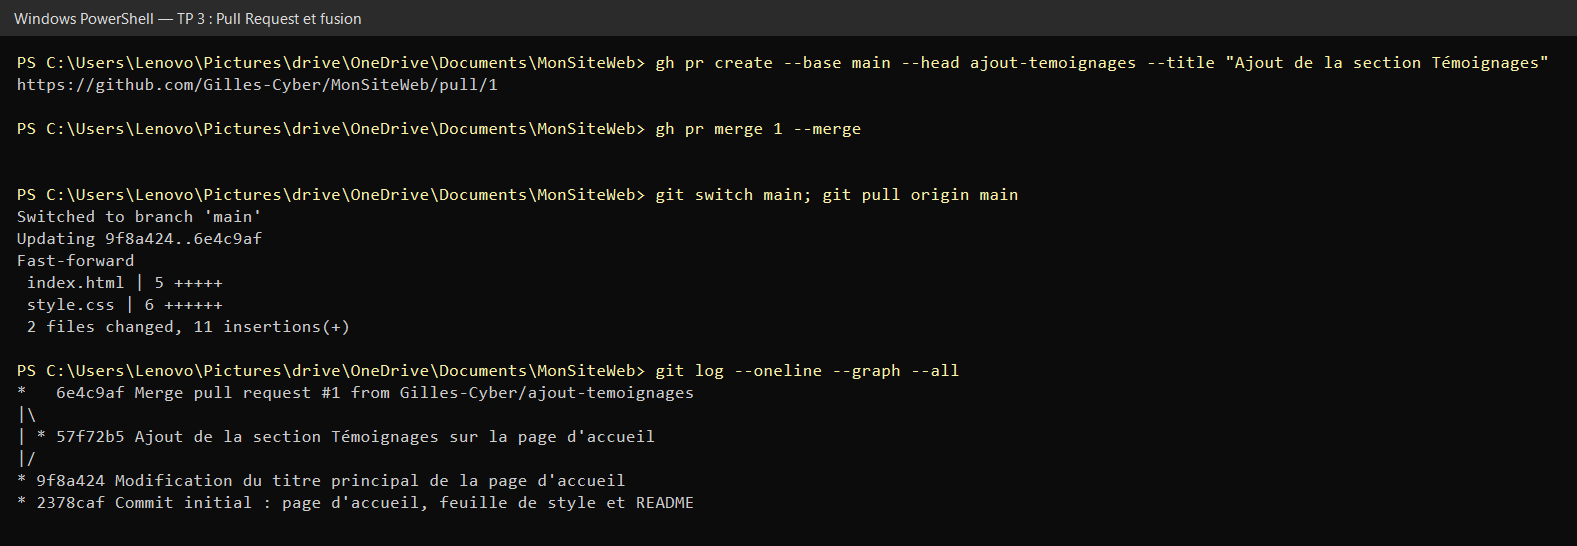 Windows PowerShell — TP 3 : Pull Request et fusion
PS C:\Users\Lenovo\Pictures\drive\OneDrive\Documents\MonSiteWeb> gh pr create --base main --head ajout-temoignages --title "Ajout de la section Témoignages"
https://github.com/Gilles-Cyber/MonSiteWeb/pull/1
PS C:\Users\Lenovo\Pictures\drive\OneDrive\Documents\MonSiteWeb> gh pr merge 1 --merge
PS C:\Users\Lenovo\Pictures\drive\OneDrive\Documents\MonSiteWeb> git switch main; git pull origin main
Switched to branch 'main'
Updating 9f8a424..6e4c9af
Fast-forward
 index.html | 5 +++++
 style.css | 6 ++++++
 2 files changed, 11 insertions(+)
PS C:\Users\Lenovo\Pictures\drive\OneDrive\Documents\MonSiteWeb> git log --oneline --graph --all
*   6e4c9af Merge pull request #1 from Gilles-Cyber/ajout-temoignages
|\
| * 57f72b5 Ajout de la section Témoignages sur la page d'accueil
|/
* 9f8a424 Modification du titre principal de la page d'accueil
* 2378caf Commit initial : page d'accueil, feuille de style et README